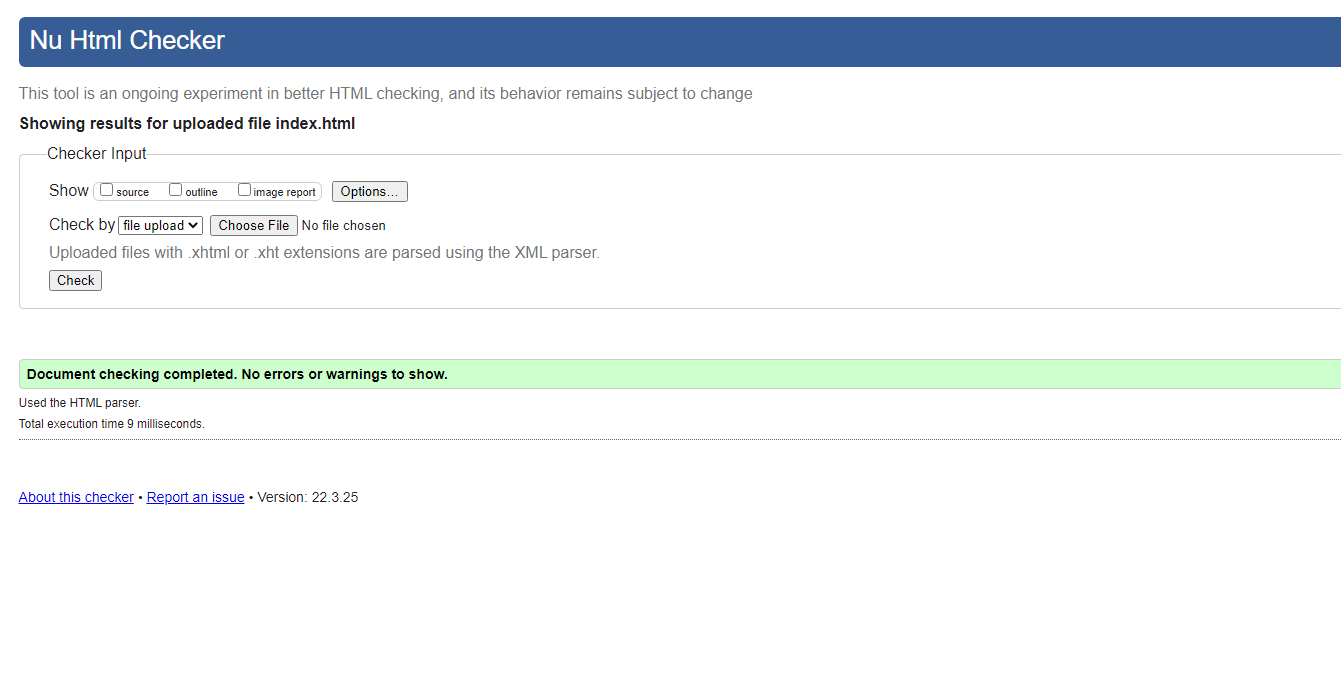 Nu Html Checker
This tool is an ongoing experiment in better HTML checking, and its behavior remains subject to change
Showing results for uploaded file index.html
Checker Input
Show source outline image report Options...
Check by file upload Choose File No file chosen
Uploaded files with .xhtml or .xht extensions are parsed using the XML parser.
Check
Document checking completed. No errors or warnings to show.
Used the HTML parser.
Total execution time 9 milliseconds.
About this checker • Report an issue • Version: 22.3.25